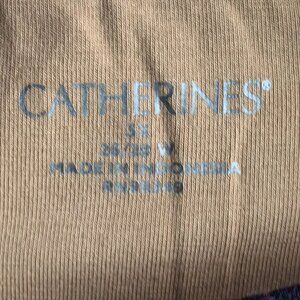 CATHERINES®
3X
26/28 W
MADE IN INDONESIA